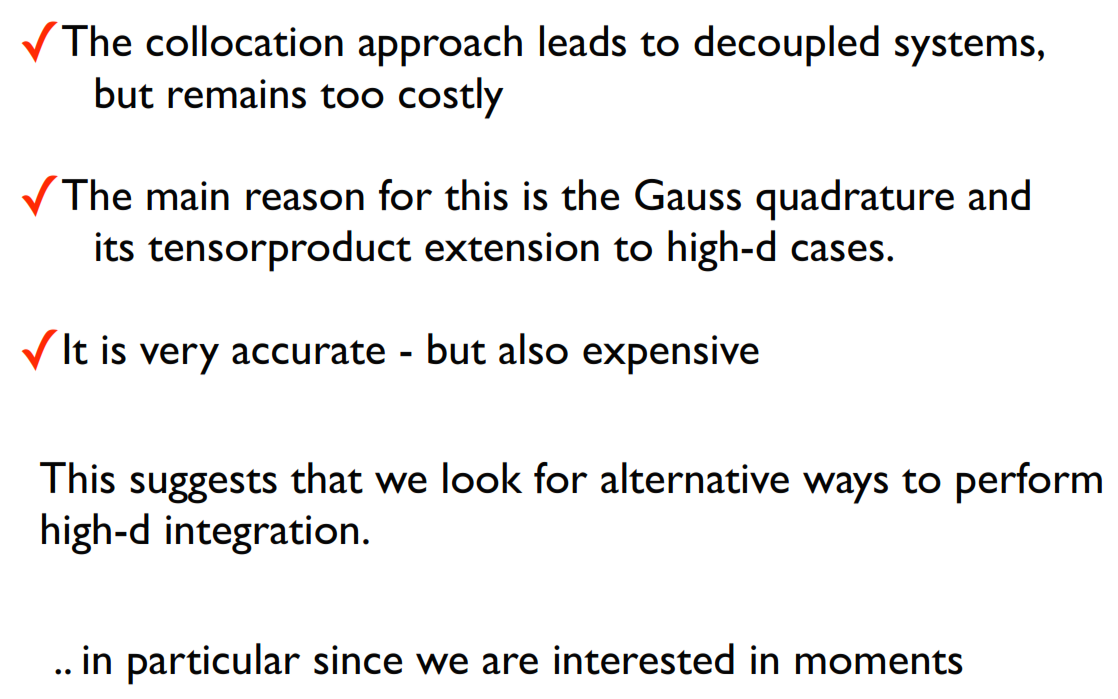 ✓The collocation approach leads to decoupled systems,
but remains too costly
✓The main reason for this is the Gauss quadrature and
its tensorproduct extension to high-d cases.
✓It is very accurate - but also expensive
This suggests that we look for alternative ways to perform
high-d integration.
.. in particular since we are interested in moments